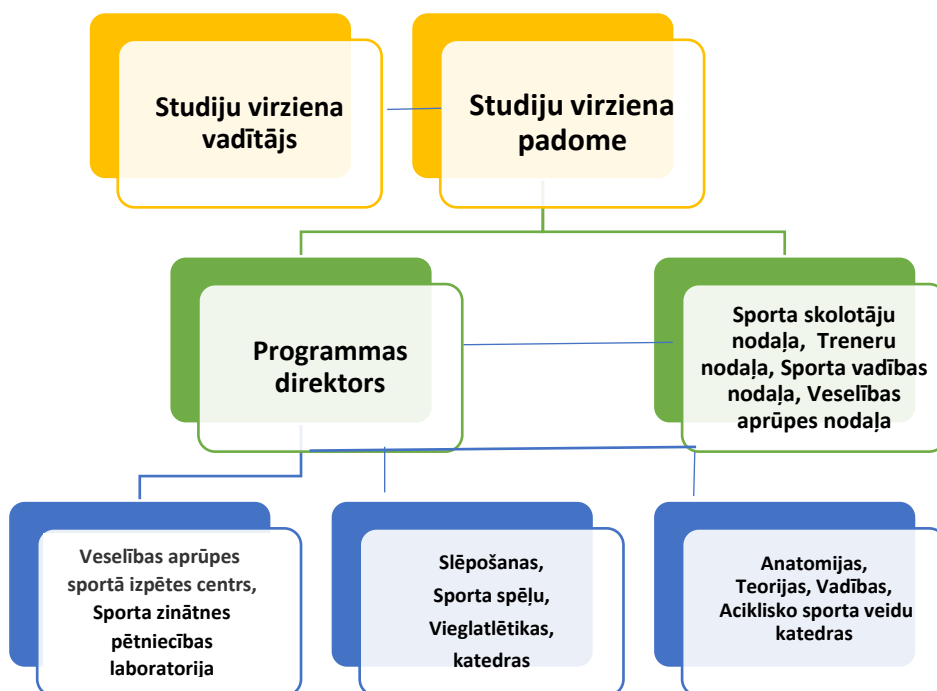 Studiju virziena
vadītājs
Studiju virziena
padome
Programmas
direktors
Sporta skolotāju
nodaļa, Treneru
nodaļa, Sporta vadības
nodaļa, Veselības
aprūpes nodaļa
Veselības aprūpes
sportā izpētes centrs,
Sporta zinātnes
pētniecības
laboratorija
Slēpošanas,
Sporta spēļu,
Vieglatlētikas,
katedras
Anatomijas,
Teorijas, Vadības,
Aciklisko sporta veidu
katedras